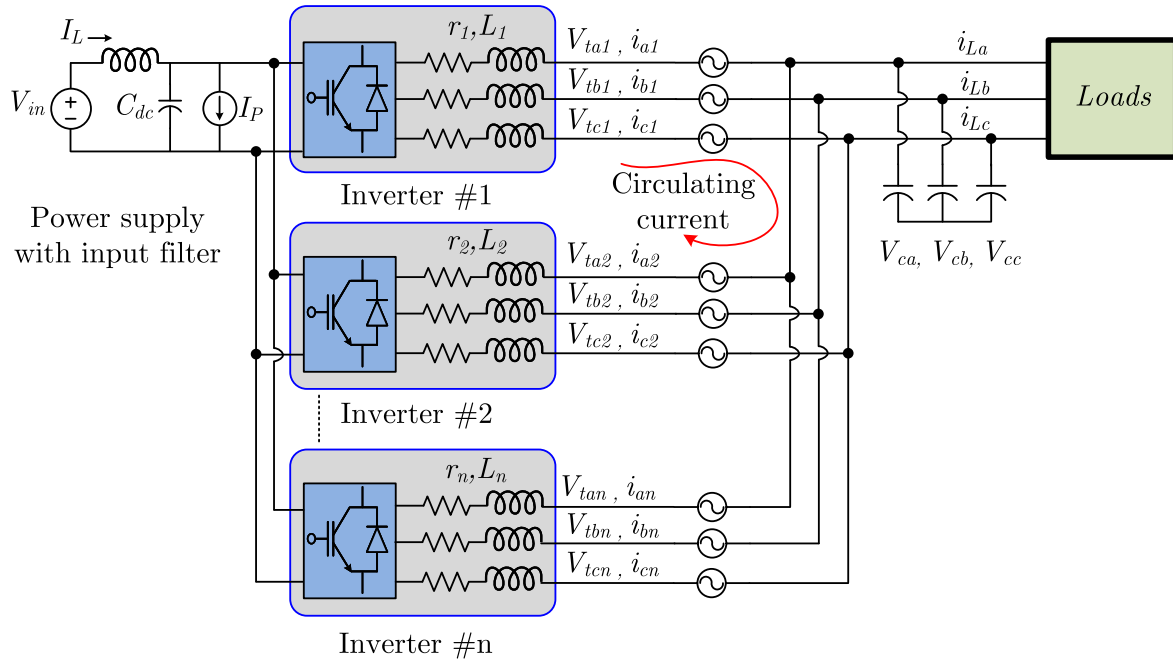 I_L
V_in
+
−
C_dc
I_P
Power supply
with input filter
r_1,L_1
Inverter #1
V_ta1 , i_a1
V_tb1 , i_b1
V_tc1 , i_c1
Circulating
current
i_La
i_Lb
i_Lc
Loads
V_ca, V_cb, V_cc
r_2,L_2
Inverter #2
V_ta2 , i_a2
V_tb2 , i_b2
V_tc2 , i_c2
r_n,L_n
Inverter #n
V_tan , i_an
V_tbn , i_bn
V_tcn , i_cn